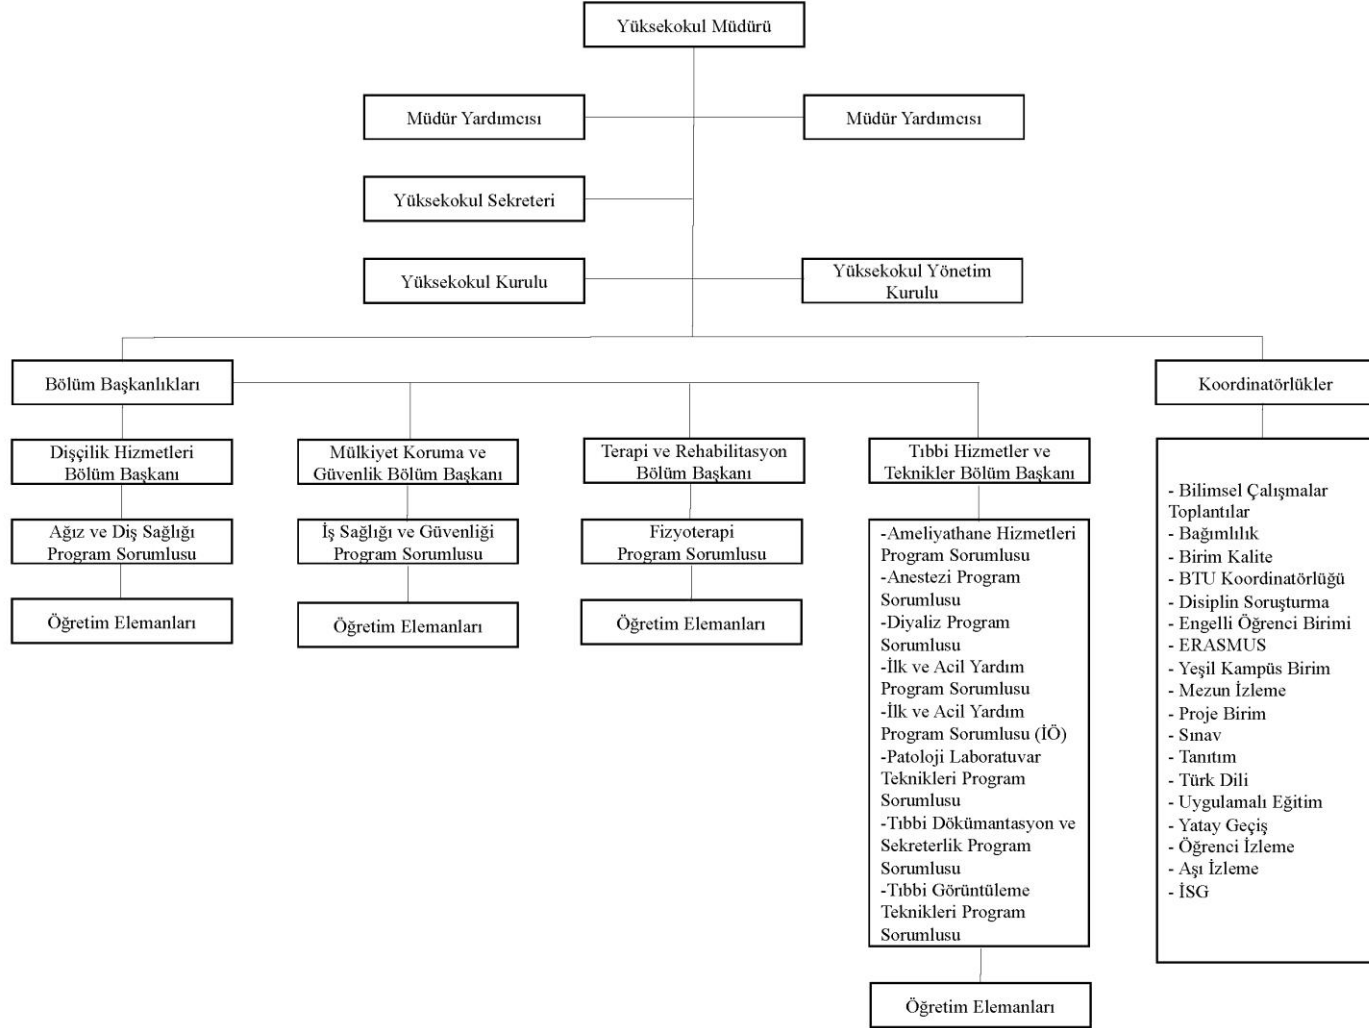 Yüksekokul Müdürü
Müdür Yardımcısı
Müdür Yardımcısı
Yüksekokul Sekreteri
Yüksekokul Kurulu
Yüksekokul Yönetim
Kurulu
Bölüm Başkanlıkları
Koordinatörlükler
Dişçilik Hizmetleri
Bölüm Başkanı
Ağız ve Diş Sağlığı
Program Sorumlusu
Öğretim Elemanları
Mülkiyet Koruma ve
Güvenlik Bölüm Başkanı
İş Sağlığı ve Güvenliği
Program Sorumlusu
Öğretim Elemanları
Terapi ve Rehabilitasyon
Bölüm Başkanı
Fizyoterapi
Program Sorumlusu
Öğretim Elemanları
Tıbbi Hizmetler ve
Teknikler Bölüm Başkanı
-Ameliyathane Hizmetleri
Program Sorumlusu
-Anestezi Program
Sorumlusu
-Diyaliz Program
Sorumlusu
-İlk ve Acil Yardım
Program Sorumlusu
-İlk ve Acil Yardım
Program Sorumlusu (İÖ)
-Patoloji Laboratuvar
Teknikleri Program
Sorumlusu
-Tıbbi Dökümantasyon ve
Sekreterlik Program
Sorumlusu
-Tıbbi Görüntüleme
Teknikleri Program
Sorumlusu
Öğretim Elemanları
- Bilimsel Çalışmalar
Toplantılar
- Bağımlılık
- Birim Kalite
- BTU Koordinatörlüğü
- Disiplin Soruşturma
- Engelli Öğrenci Birimi
- ERASMUS
- Yeşil Kampüs Birim
- Mezun İzleme
- Proje Birim
- Sınav
- Tanıtım
- Türk Dili
- Uygulamalı Eğitim
- Yatay Geçiş
- Öğrenci İzleme
- Aşı İzleme
- İSG